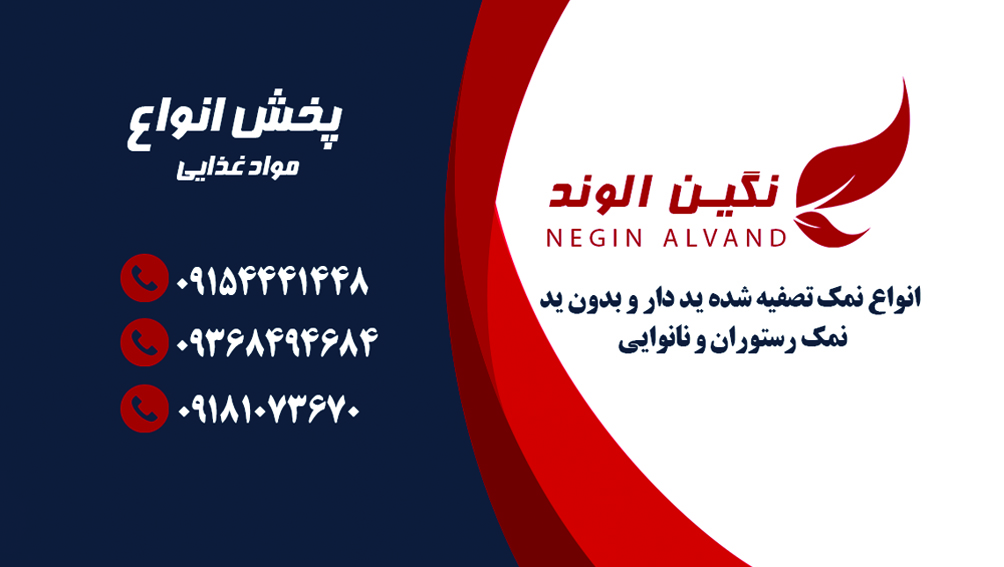 نگین الوند
NEGIN ALVAND
انواع نمک تصفیه شده ید دار و بدون ید
نمک رستوران و نانوایی
پخش انواع
مواد غذایی
۰۹۱۵۴۴۴۱۴۴۸
۰۹۳۶۸۴۹۴۶۸۴
۰۹۱۸۱۰۷۳۶۷۰